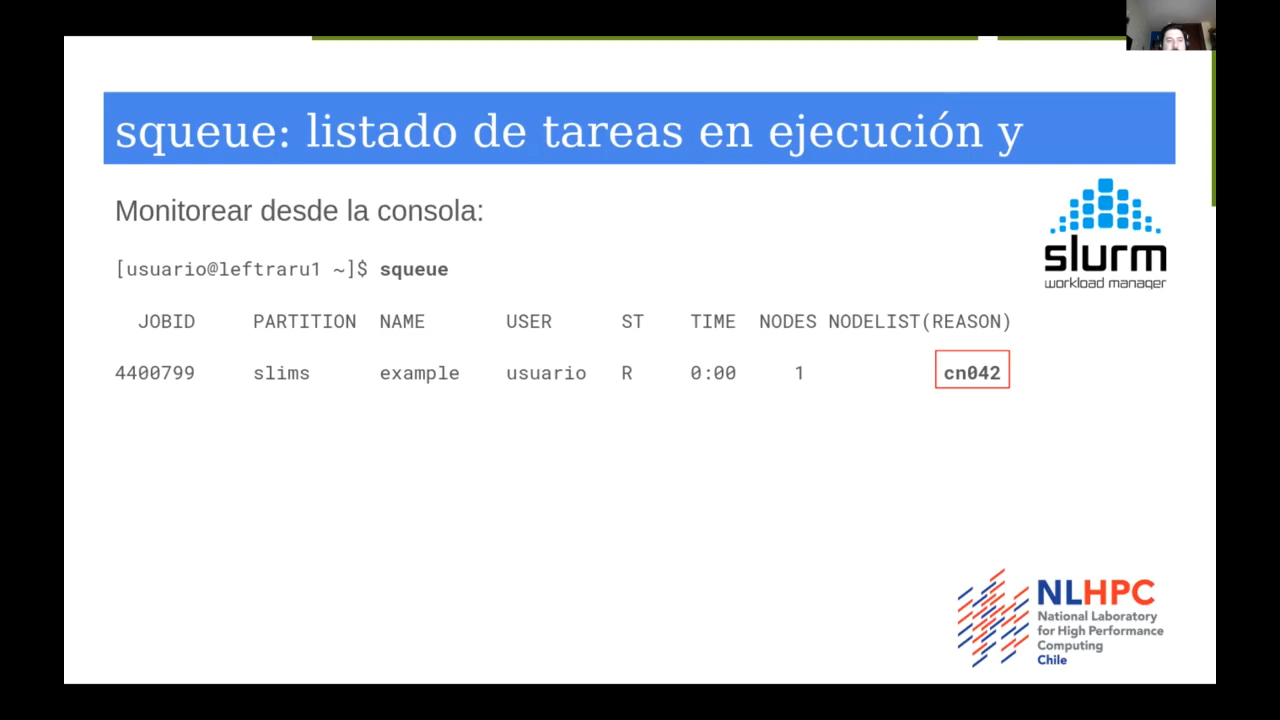 squeue: listado de tareas en ejecución y
Monitorear desde la consola:
[usuario@leftraru1 ~]$ squeue
JOBID PARTITION NAME USER ST TIME NODES NODELIST(REASON)
4400799 slims example usuario R 0:00 1 cn042
slurm
workload manager
NLHPC
National Laboratory
for High Performance
Computing
Chile